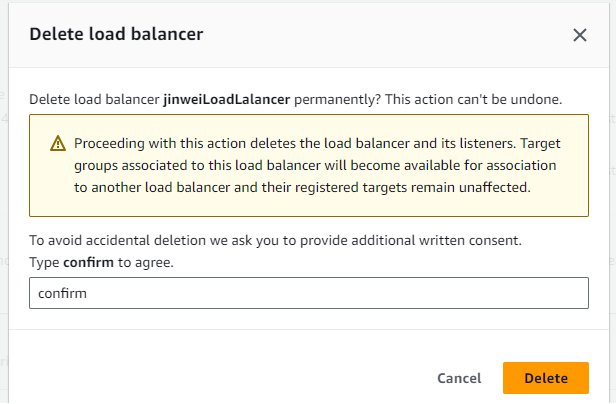 Delete load balancer
Delete load balancer jinweiLoadLalancer permanently? This action can't be undone.
Proceeding with this action deletes the load balancer and its listeners. Target
groups associated to this load balancer will become available for association
to another load balancer and their registered targets remain unaffected.
To avoid accidental deletion we ask you to provide additional written consent.
Type confirm to agree.
confirm
Cancel
Delete